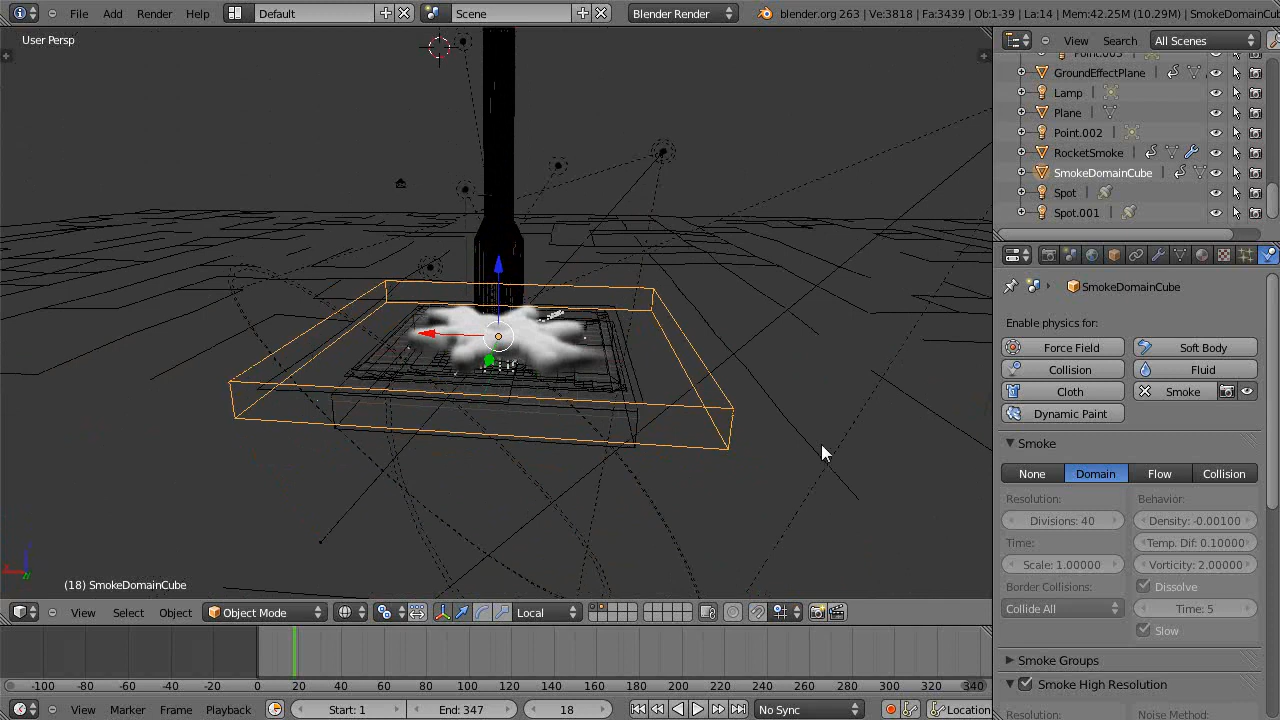 File Add Render Help Default Scene Blender Render blender.org 263 | Ve:3818 | Fa:3439 | Ob:1-39 | La:14 | Mem:42.25M (10.29M) | SmokeDomainCu
User Persp
View Search All Scenes
GroundEffectPlane
Lamp
Plane
Point.002
RocketSmoke
SmokeDomainCube
Spot
Spot.001
SmokeDomainCube
Enable physics for:
Force Field Soft Body
Collision Fluid
Cloth Smoke
Dynamic Paint
Smoke
None Domain Flow Collision
Resolution: Behavior:
Divisions: 40 Density: -0.00100
Time: Temp. Dif: 0.10000
Scale: 1.00000 Vorticity: 2.00000
Border Collisions: Dissolve
Collide All Time: 5
Slow
Smoke Groups
Smoke High Resolution
Resolution: Noise Method:
(18) SmokeDomainCube
View Select Object Object Mode Local
-100 -80 -60 -40 -20 0 20 40 60 80 100 120 140 160 180 200 220 240 260 280 300 320 340
View Marker Frame Playback Start: 1 End: 347 18 No Sync Location